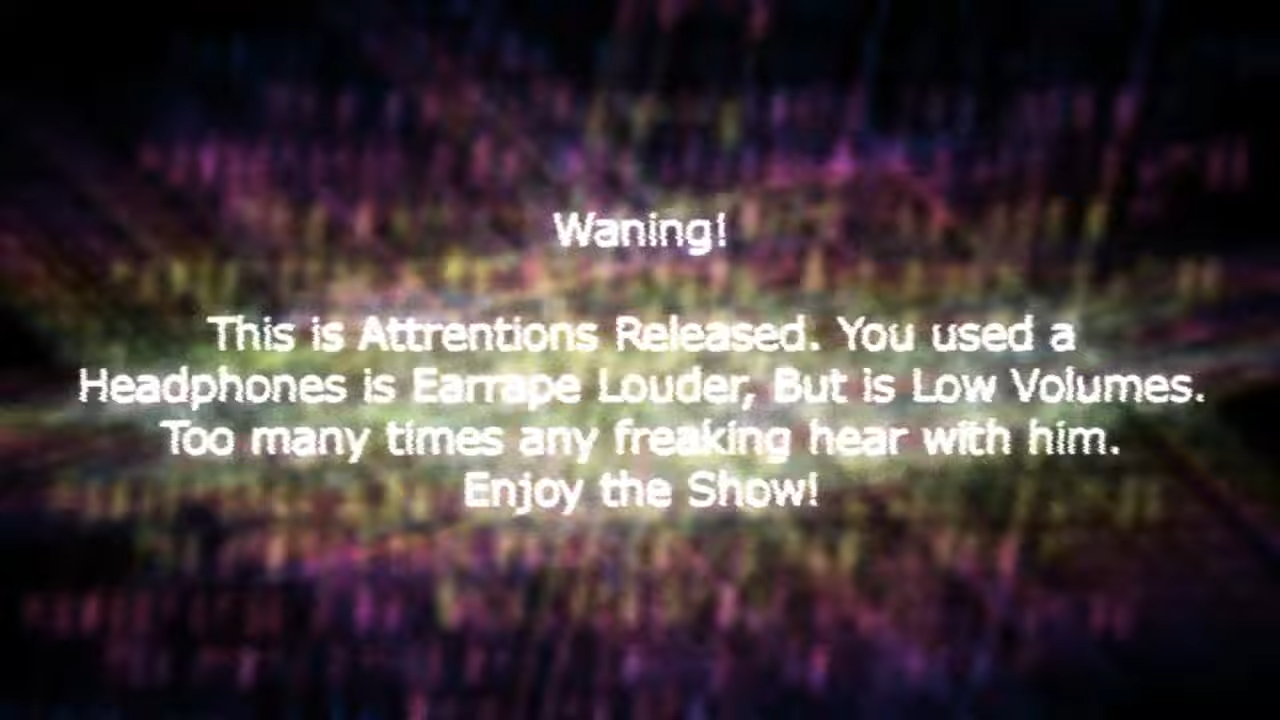 Waning!
This is Attrentions Released. You used a
Headphones is Earrape Louder, But is Low Volumes.
Too many times any freaking hear with him.
Enjoy the Show!